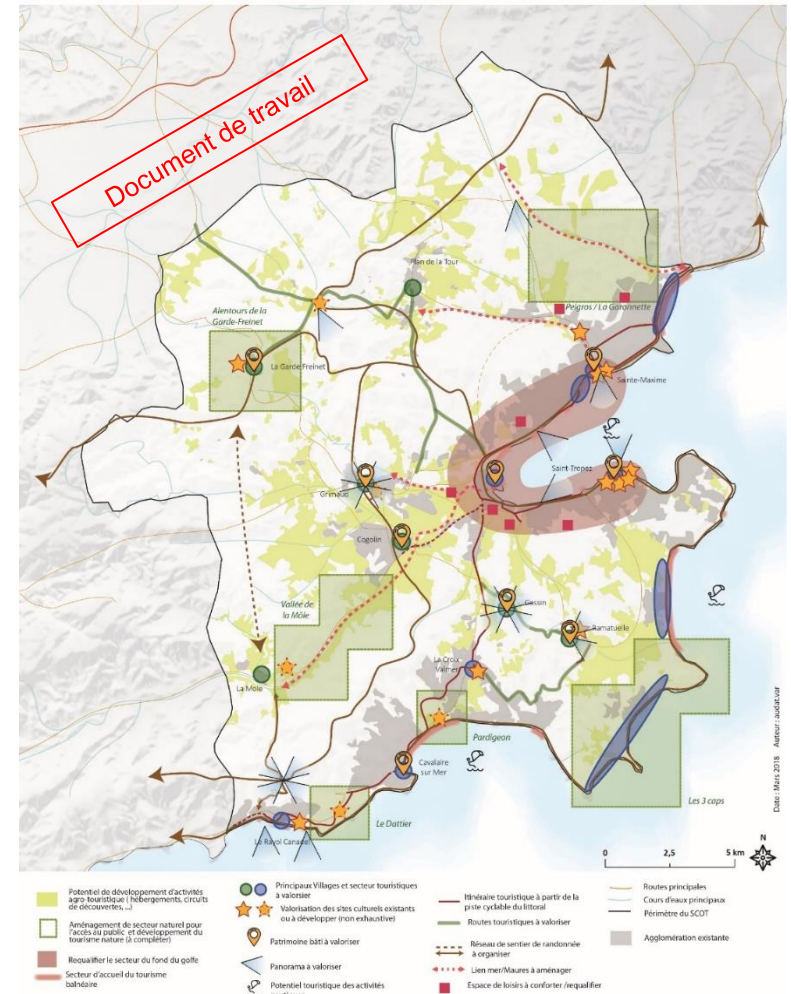 Document de travail
Plan de la Tour
Alentours de la
Garde-Freinet
Peigros / La Garonnette
La Garde Freinet
Sainte-Maxime
Saint-Tropez
Grimaud
Cogolin
Vallée de
la Môle
Gassin
Ramatuelle
La Croix
Valmer
La Mole
Pardigeon
Cavalaire
sur Mer
Les 3 caps
Le Dattier
Le Rayol Canadel
Date : Mars 2018 Auteur : audat.var
N
0 2,5 5 km
Potentiel de développement d'activités
agro-touristique ( hébergements, circuits
de découvertes, ...)
Aménagement de secteur naturel pour
l'accès au public et développement du
tourisme nature (à compléter)
Requalifier le secteur du fond du golfe
Secteur d'accueil du tourisme
balnéaire
Principaux Villages et secteur touristiques
à valorsier
Valorisation des sites culturels existants
ou à développer (non exhaustive)
Patrimoine bâti à valoriser
Panorama à valoriser
Potentiel touristique des activités
Itinéraire touristique à partir de la
piste cyclable du littoral
Routes touristiques à valoriser
Réseau de sentier de randonnée
à organiser
Lien mer/Maures à aménager
Espace de loisirs à conforter /requalifier
Routes principales
Cours d'eaux principaux
Périmètre du SCOT
Agglomération existante